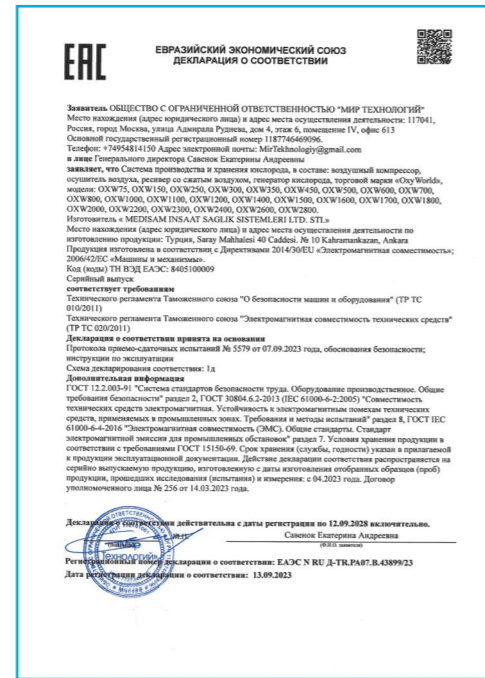 EAC
ЕВРАЗИЙСКИЙ ЭКОНОМИЧЕСКИЙ СОЮЗ
ДЕКЛАРАЦИЯ О СООТВЕТСТВИИ
Заявитель ОБЩЕСТВО С ОГРАНИЧЕННОЙ ОТВЕТСТВЕННОСТЬЮ "МИР ТЕХНОЛОГИЙ"
Место нахождения (адрес юридического лица) и адрес места осуществления деятельности: 117041,
Россия, город Москва, улица Адмирала Руднева, дом 4, этаж 6, помещение IV, офис 613
Основной государственный регистрационный номер 1187746469096.
Телефон: +74954814150 Адрес электронной почты: MirTekhnologiy@gmail.com
в лице Генерального директора Савенок Екатерины Андреевны
заявляет, что Система производства и хранения кислорода, в составе: воздушный компрессор,
осушитель воздуха, ресивер со сжатым воздухом, генератор кислорода, торговой марки «OxyWorld»,
модели: OXW75, OXW150, OXW250, OXW300, OXW350, OXW450, OXW500, OXW600, OXW700,
OXW800, OXW1000, OXW1100, OXW1200, OXW1400, OXW1500, OXW1600, OXW1700, OXW1800,
OXW2000, OXW2200, OXW2300, OXW2400, OXW2600, OXW2800.
Изготовитель « MEDISAM INSAAT SAGLIK SISTEMLERI LTD. STI.»
Место нахождения (адрес юридического лица) и адрес места осуществления деятельности по
изготовлению продукции: Турция, Saray Mahhalesi 40 Caddesi. № 10 Kahramankazan, Ankara
Продукция изготовлена в соответствии с Директивами 2014/30/EU «Электромагнитная совместимость»;
2006/42/EC «Машины и механизмы».
Код (коды) ТН ВЭД ЕАЭС: 8405100009
Серийный выпуск
соответствует требованиям
Технического регламента Таможенного союза "О безопасности машин и оборудования" (ТР ТС
010/2011)
Технического регламента Таможенного союза "Электромагнитная совместимость технических средств"
(ТР ТС 020/2011)
Декларация о соответствии принята на основании
Протокола приемо-сдаточных испытаний № 5579 от 07.09.2023 года, обоснования безопасности;
инструкции по эксплуатации
Схема декларирования соответствия: 1д
Дополнительная информация
ГОСТ 12.2.003-91 "Система стандартов безопасности труда. Оборудование производственное. Общие
требования безопасности" раздел 2, ГОСТ 30804.6.2-2013 (IEC 61000-6-2:2005) "Совместимость
технических средств электромагнитная. Устойчивость к электромагнитным помехам технических
средств, применяемых в промышленных зонах. Требования и методы испытаний" раздел 8, ГОСТ IEC
61000-6-4-2016 "Электромагнитная совместимость (ЭМС). Общие стандарты. Стандарт
электромагнитной эмиссии для промышленных обстановок" раздел 7. Условия хранения продукции в
соответствии с требованиями ГОСТ 15150-69. Срок хранения (службы, годности) указан в прилагаемой
к продукции эксплуатационной документации. Действие декларации соответствия распространяется на
серийно выпускаемую продукцию, изготовленную с даты изготовления отобранных образцов (проб)
продукции, прошедших исследования (испытания) и измерения: с 04.2023 года. Договор
уполномоченного лица № 256 от 14.03.2023 года.
Декларация о соответствии действительна с даты регистрации по 12.09.2028 включительно.
М.П.
Савенок Екатерина Андреевна
(подпись)
(Ф.И.О. заявителя)
Технологий»
Москва
Регистрационный номер декларации о соответствии: ЕАЭС N RU Д-TR.РА07.В.43899/23
Дата регистрации декларации о соответствии: 13.09.2023